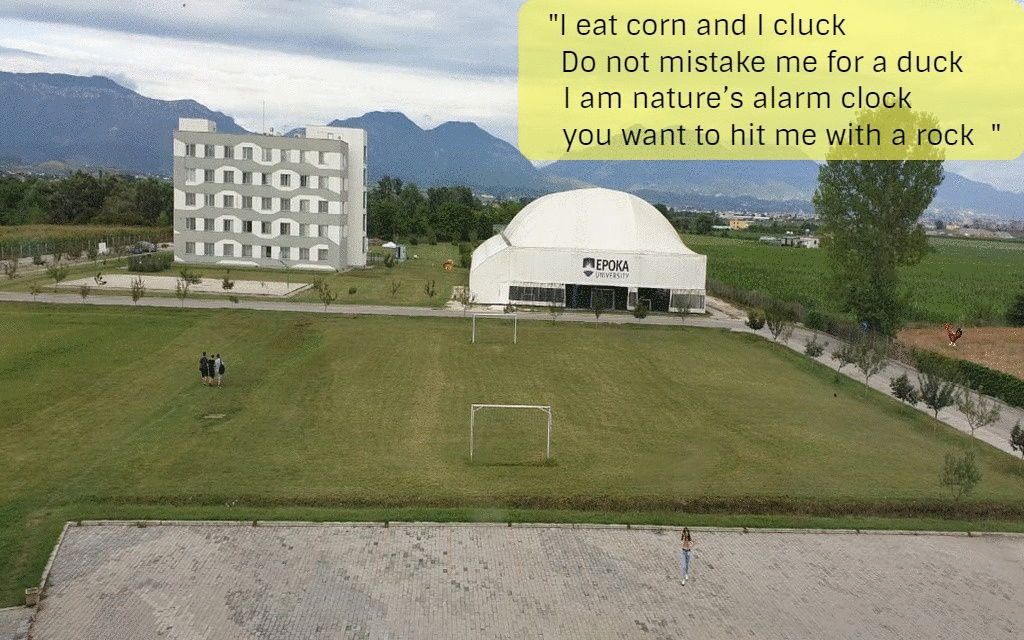 "I eat corn and I cluck
Do not mistake me for a duck
I am nature’s alarm clock
you want to hit me with a rock "
EPOKA
UNIVERSITY